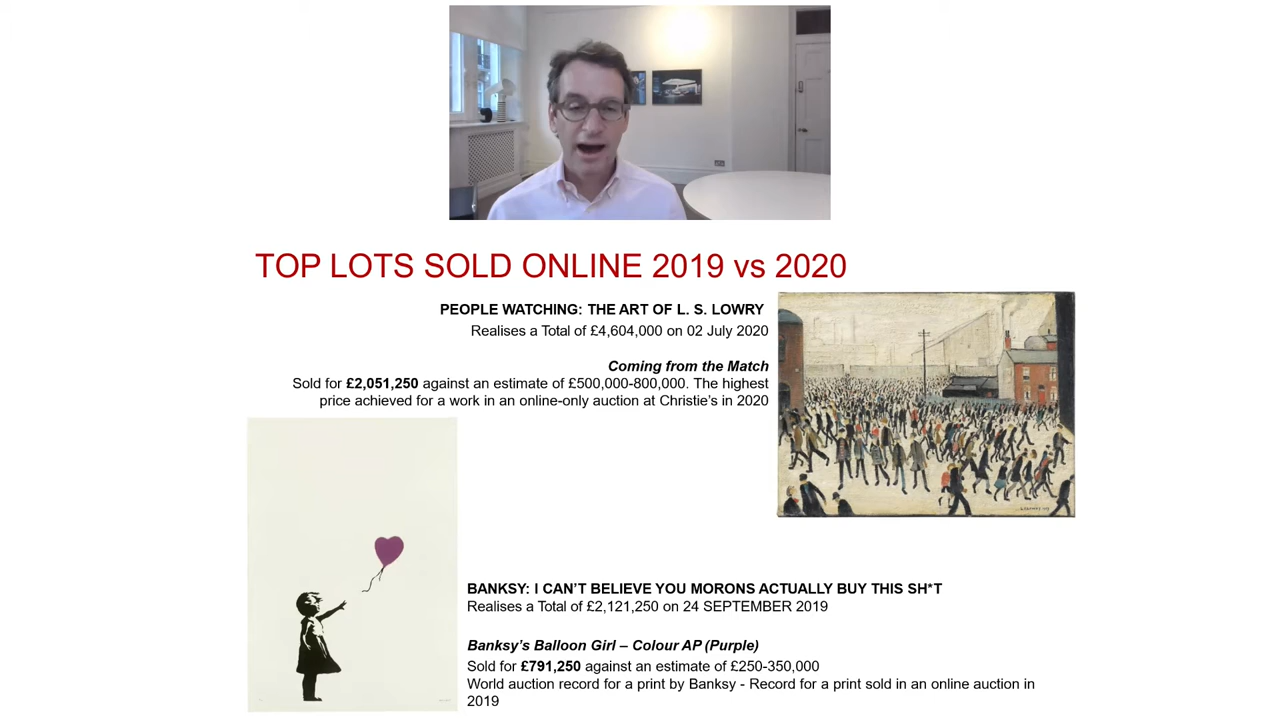 TOP LOTS SOLD ONLINE 2019 vs 2020
PEOPLE WATCHING: THE ART OF L. S. LOWRY
Realises a Total of £4,604,000 on 02 July 2020
Coming from the Match
Sold for £2,051,250 against an estimate of £500,000-800,000. The highest
price achieved for a work in an online-only auction at Christie's in 2020
BANKSY: I CAN'T BELIEVE YOU MORONS ACTUALLY BUY THIS SH*T
Realises a Total of £2,121,250 on 24 SEPTEMBER 2019
Banksy's Balloon Girl – Colour AP (Purple)
Sold for £791,250 against an estimate of £250-350,000
World auction record for a print by Banksy - Record for a print sold in an online auction in
2019